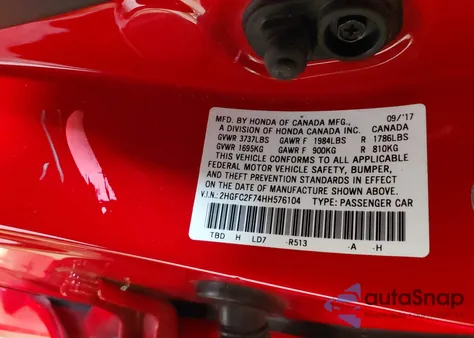 MFD. BY HONDA OF CANADA MFG., 09/'17
A DIVISION OF HONDA CANADA INC. CANADA
GVWR 3737LBS GAWR F 1984LBS R 1786LBS
GVWR 1695KG GAWR F 900KG R 810KG
THIS VEHICLE CONFORMS TO ALL APPLICABLE
FEDERAL MOTOR VEHICLE SAFETY, BUMPER,
AND THEFT PREVENTION STANDARDS IN EFFECT
ON THE DATE OF MANUFACTURE SHOWN ABOVE.
V.I.N.: 2HGFC2F74HH576104 TYPE: PASSENGER CAR
TBD H LD7 -R513 -A -H
autoSnap